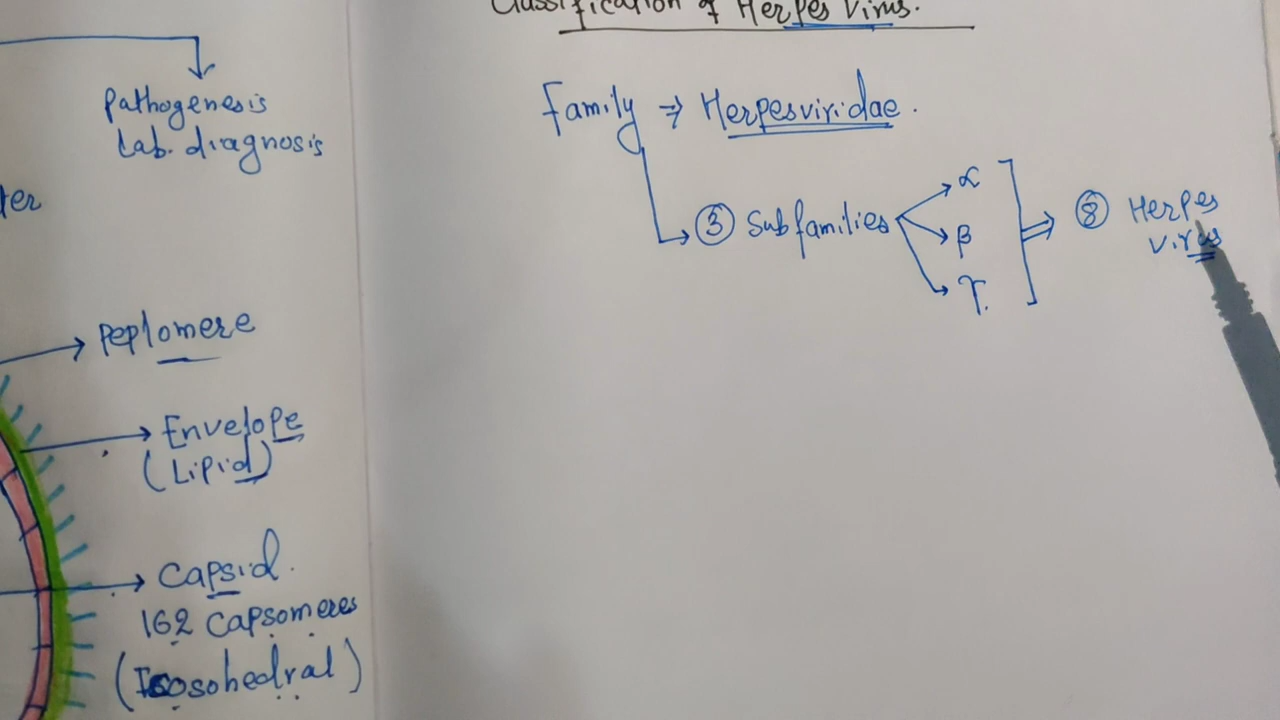 Pathogenesis
Lab. diagnosis
ter
Peplomere
Envelope
(Lipid)
Capsid.
162 Capsomeres
(Icosohedral)
Classification of Herpes Virus.
Family ⇒ Herpesviridae.
③ Subfamilies
α
β
γ.
⑧ Herpes
Virus